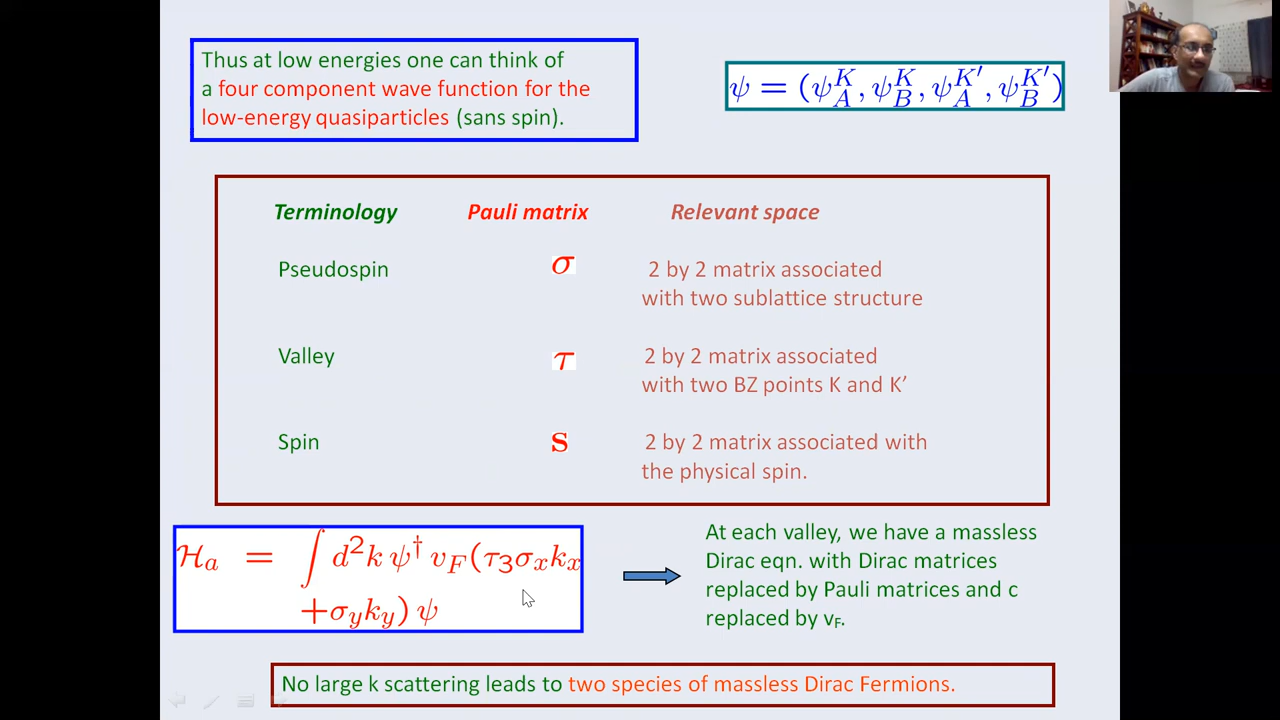 Thus at low energies one can think of
a four component wave function for the
low-energy quasiparticles (sans spin).
ψ = (ψ_A^K, ψ_B^K, ψ_A^K′, ψ_B^K′)
Terminology Pauli matrix Relevant space
Pseudospin σ 2 by 2 matrix associated
with two sublattice structure
Valley τ 2 by 2 matrix associated
with two BZ points K and K′
Spin s 2 by 2 matrix associated with
the physical spin.
ℋ_a = ∫ d²k ψ† v_F(τ₃σ_xk_x
+σ_yk_y) ψ
At each valley, we have a massless
Dirac eqn. with Dirac matrices
replaced by Pauli matrices and c
replaced by v_F.
No large k scattering leads to two species of massless Dirac Fermions.